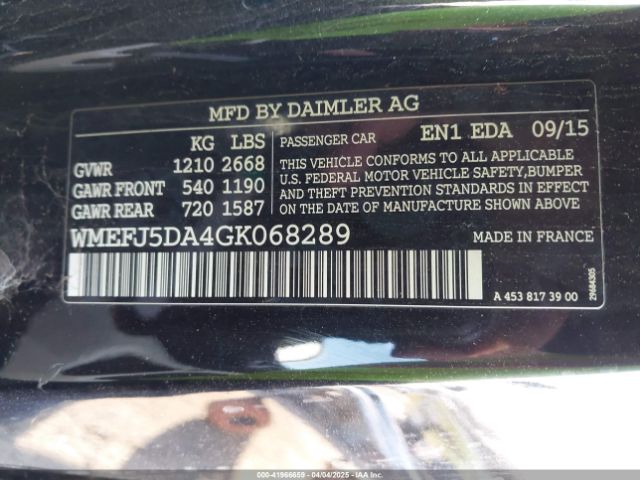 MFD BY DAIMLER AG
KG LBS
GVWR 1210 2668
GAWR FRONT 540 1190
GAWR REAR 720 1587
PASSENGER CAR EN1 EDA 09/15
THIS VEHICLE CONFORMS TO ALL APPLICABLE
U.S. FEDERAL MOTOR VEHICLE SAFETY,BUMPER
AND THEFT PREVENTION STANDARDS IN EFFECT
ON THE DATE OF MANUFACTURE SHOWN ABOVE.
WMEFJ5DA4GK068289 MADE IN FRANCE
A 453 817 39 00
29684305
000-41966659 - 04/04/2025 - IAAI.COM